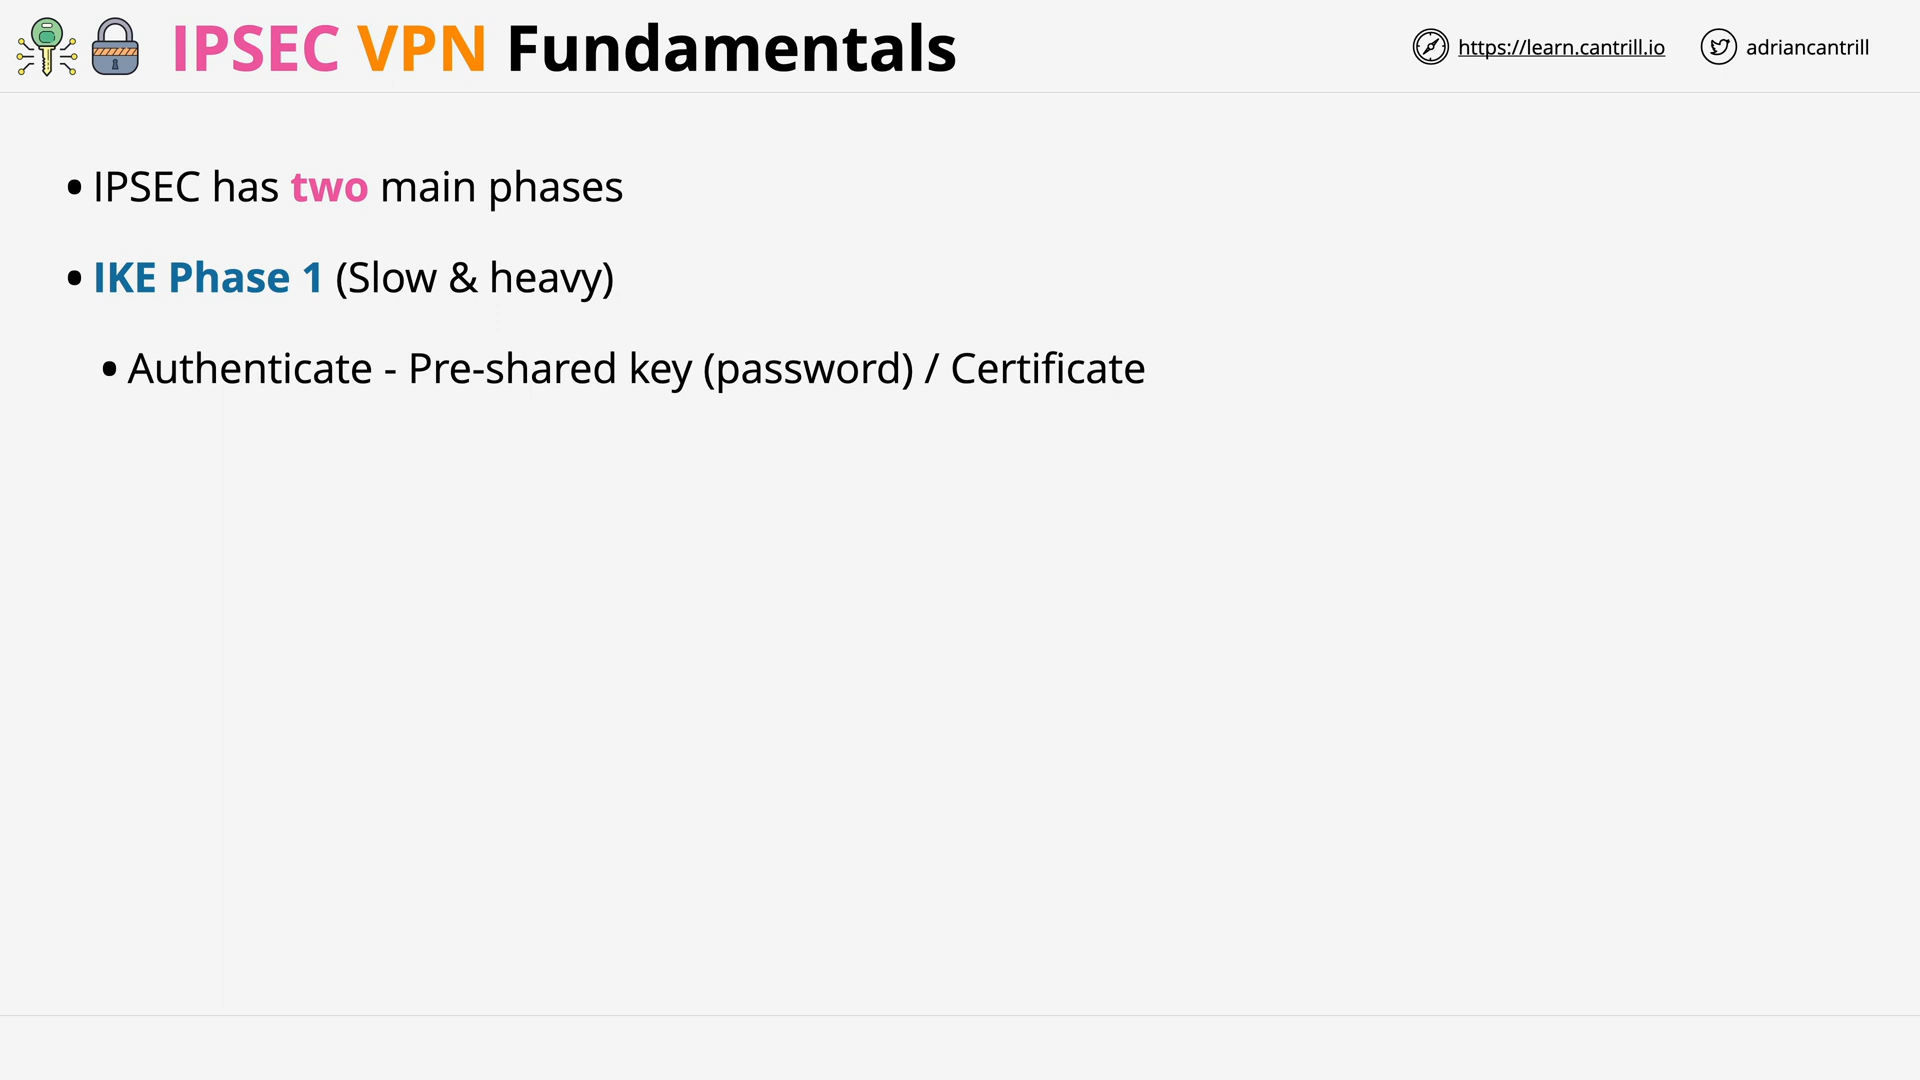 IPSEC VPN Fundamentals
https://learn.cantrill.io
adriancantrill
• IPSEC has two main phases
• IKE Phase 1 (Slow & heavy)
• Authenticate - Pre-shared key (password) / Certificate